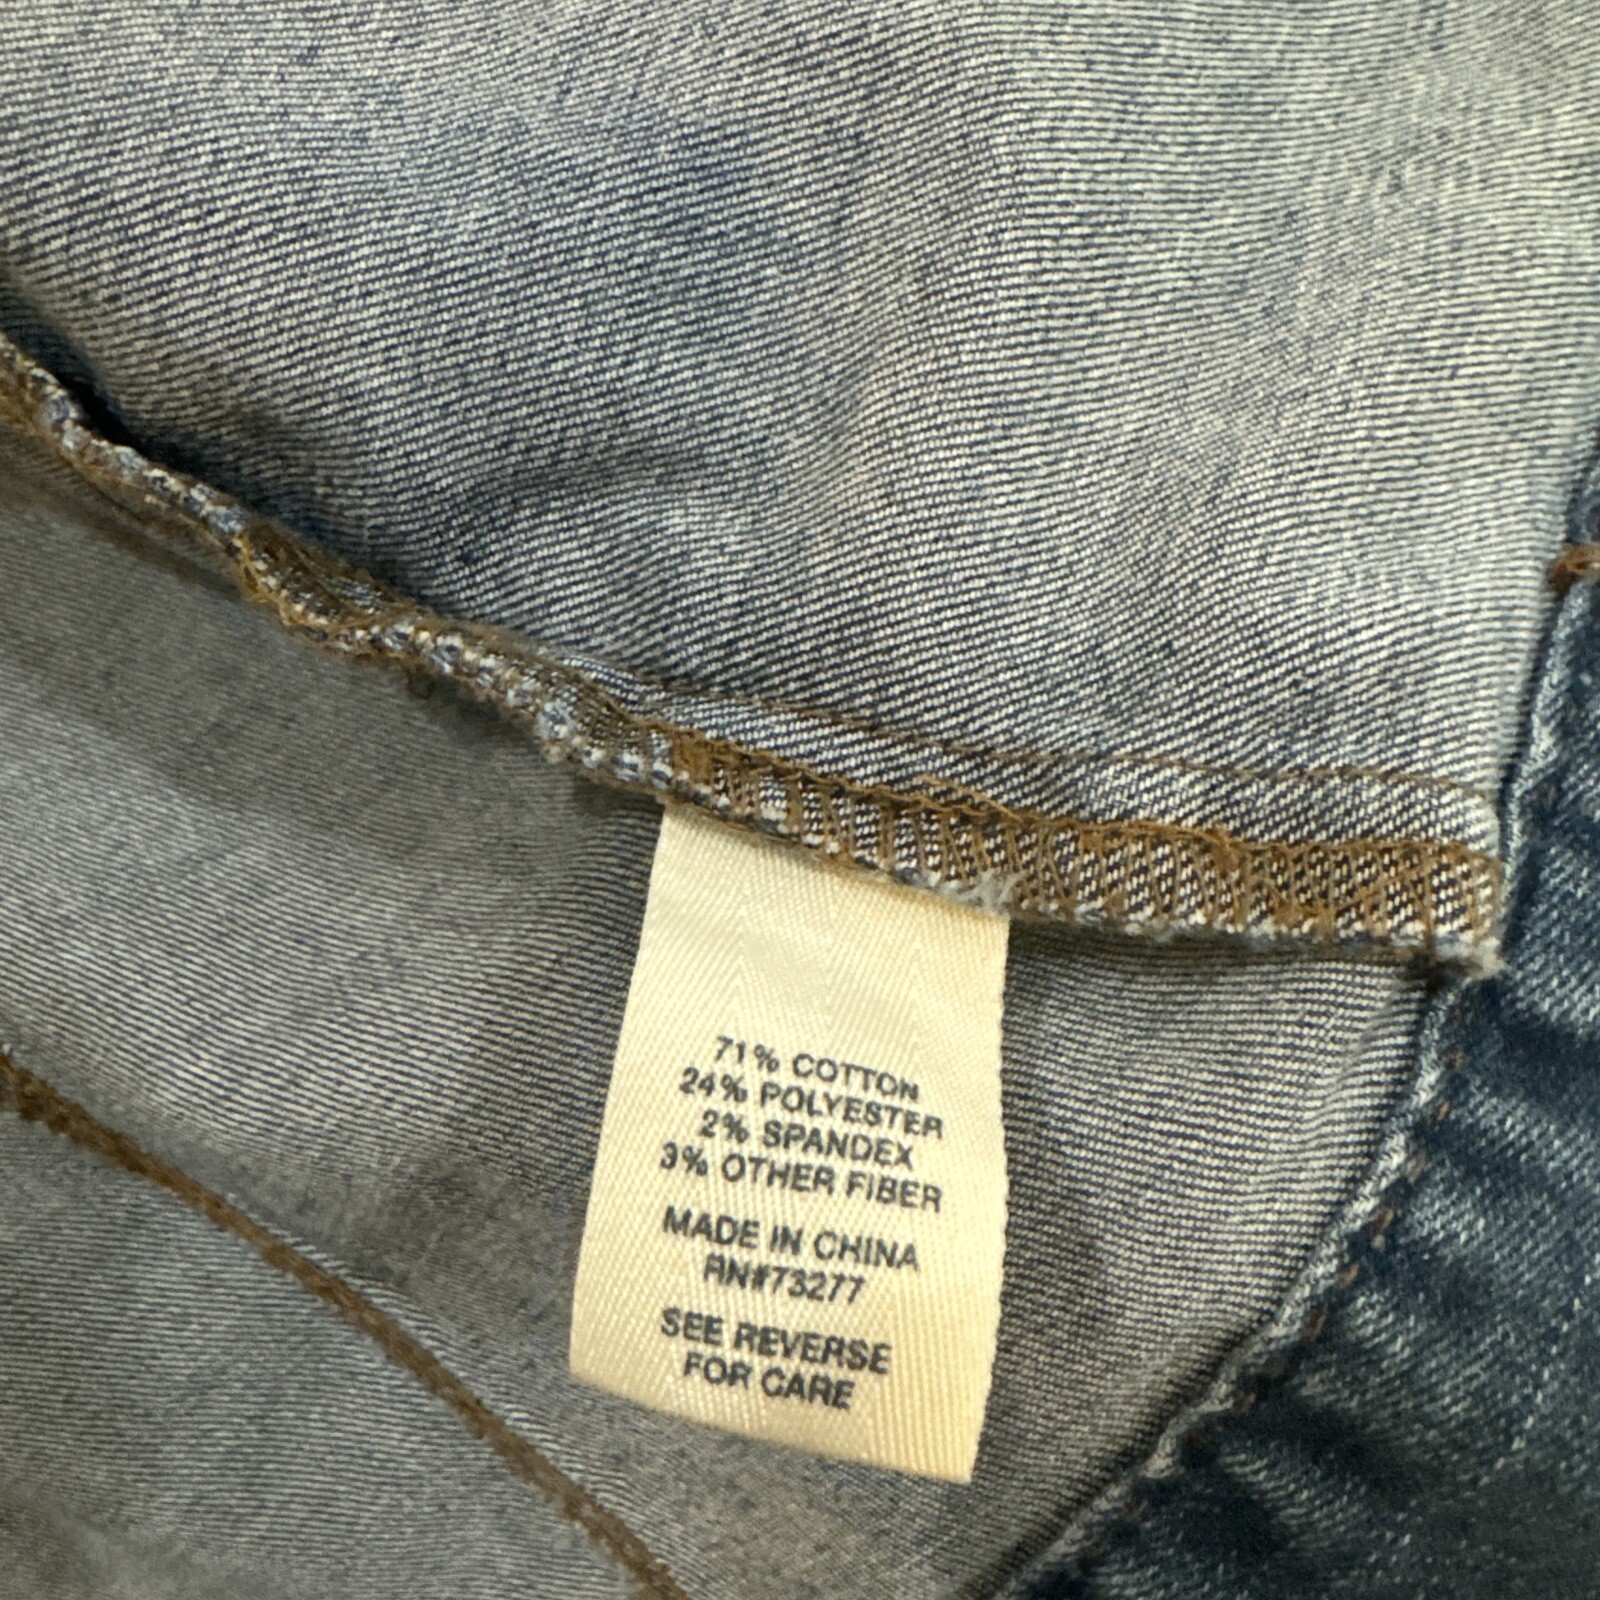 71% COTTON
24% POLYESTER
2% SPANDEX
3% OTHER FIBER
MADE IN CHINA
RN#73277
SEE REVERSE
FOR CARE